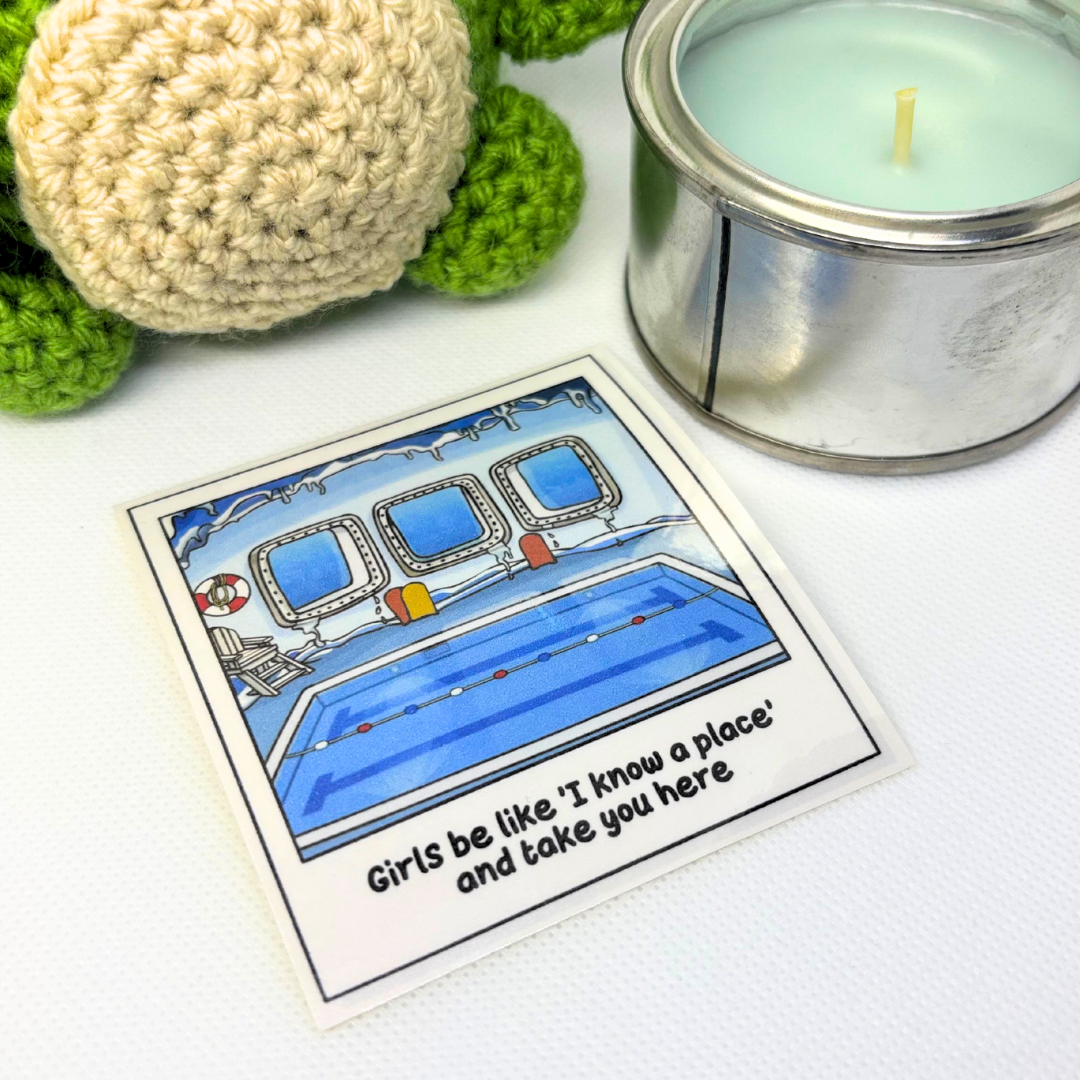 Girls be like 'I know a place'
and take you here